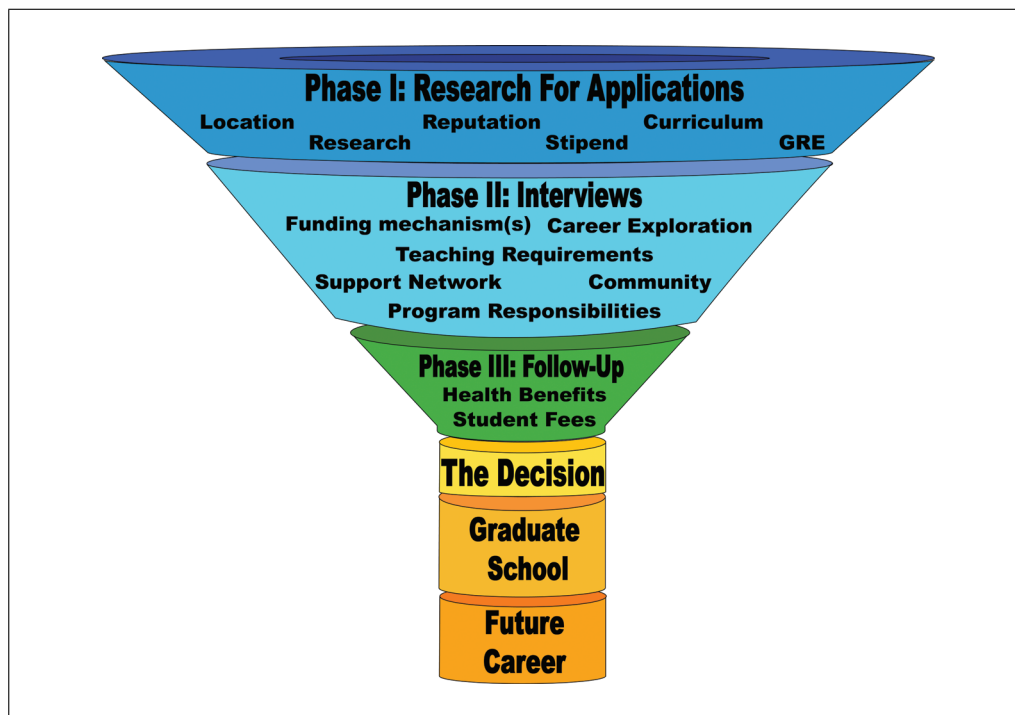 Phase I: Research For Applications
Location Reputation Curriculum
Research Stipend GRE
Phase II: Interviews
Funding mechanism(s) Career Exploration
Teaching Requirements
Support Network Community
Program Responsibilities
Phase III: Follow-Up
Health Benefits
Student Fees
The Decision
Graduate
School
Future
Career